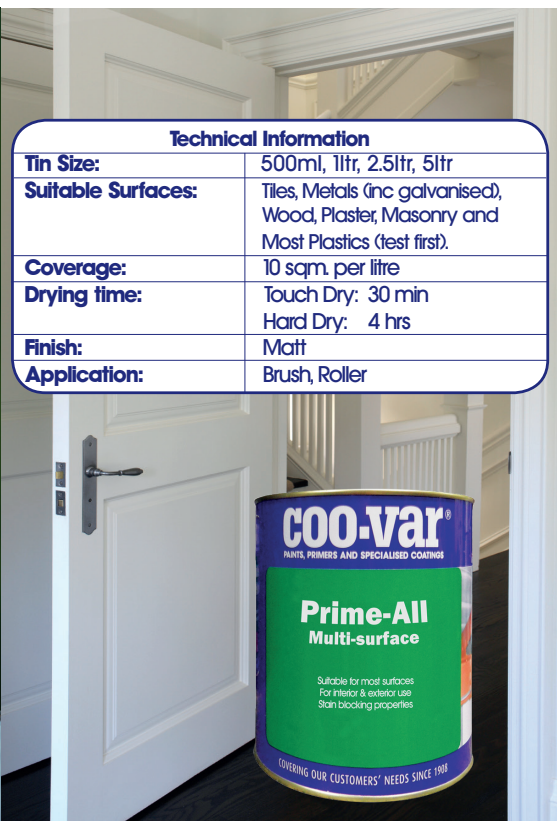 Technical Information
Tin Size: 500ml, 1ltr, 2.5ltr, 5ltr
Suitable Surfaces: Tiles, Metals (inc galvanised),
Wood, Plaster, Masonry and
Most Plastics (test first).
Coverage: 10 sqm. per litre
Drying time: Touch Dry: 30 min
Hard Dry: 4 hrs
Finish: Matt
Application: Brush, Roller
coo-var®
PAINTS, PRIMERS AND SPECIALISED COATINGS
Prime-All
Multi-surface
Suitable for most surfaces
For interior & exterior use
Stain blocking properties
COVERING OUR CUSTOMERS' NEEDS SINCE 1908